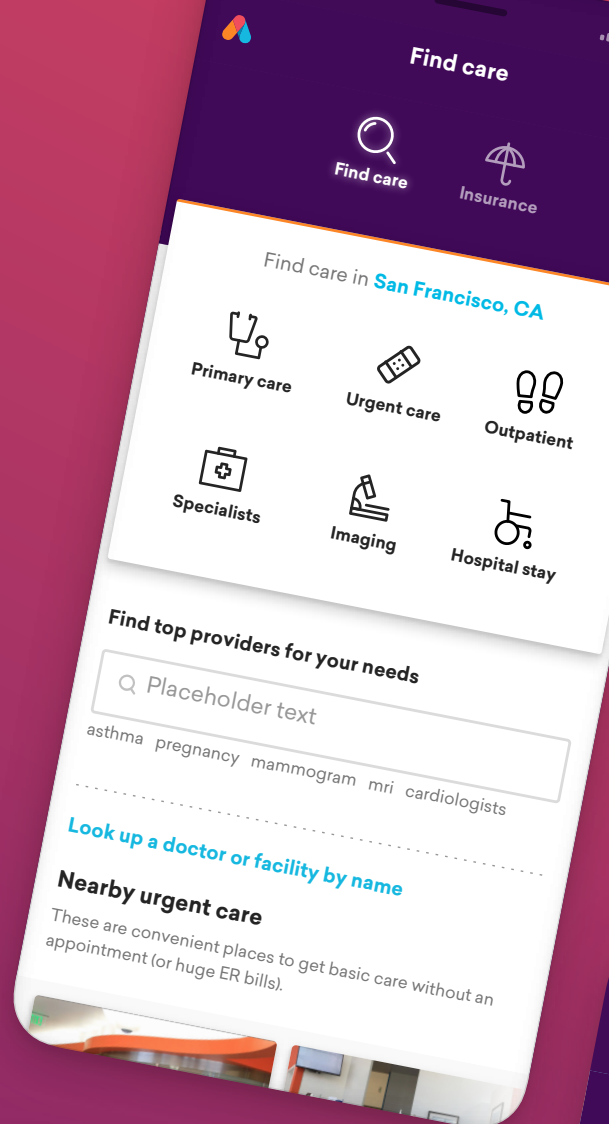 Find care
Find care
Insurance
Find care in San Francisco, CA
Primary care
Urgent care
Outpatient
Specialists
Imaging
Hospital stay
Find top providers for your needs
Placeholder text
asthma pregnancy mammogram mri cardiologists
Look up a doctor or facility by name
Nearby urgent care
These are convenient places to get basic care without an
appointment (or huge ER bills).